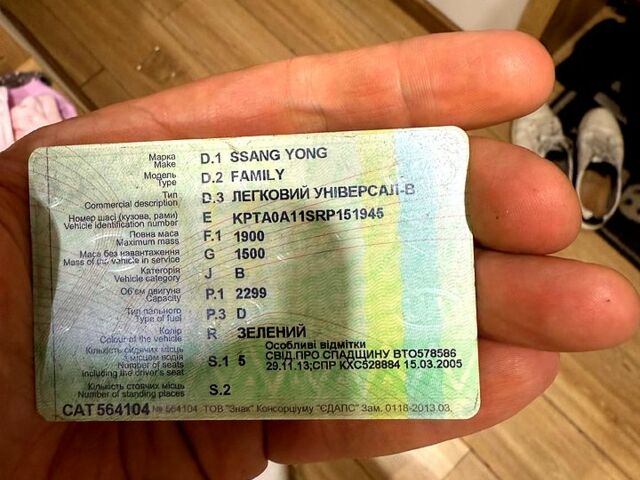 Марка D.1 SSANG YONG
Make
Модель D.2 FAMILY
Type
Тип D.3 ЛЕГКОВИЙ УНІВЕРСАЛ-В
Commercial description
Номер шасі (кузова, рами) E KPTA0A11SRP151945
Vehicle identification number
Повна маса F.1 1900
Maximum mass
Маса без навантаження G 1500
Mass of the vehicle in service
Категорія J B
Vehicle category
Об'єм двигуна P.1 2299
Capacity
Тип пального P.3 D
Type of fuel
Колір R ЗЕЛЕНИЙ
Colour of the vehicle
Особливі відмітки
Кількість сидячих місць
з місцем водія S.1 5 СВІД.ПРО СПАДЩИНУ ВТО578586
Number of seats 29.11.13;СПР КХС528884 15.03.2005
including the driver's seat
Кількість стоячих місць S.2
Number of standing places
САТ 564104 № 564104 ТОВ "Знак" Консорціуму "ЄДАПС" Зам. 0118-2013.03.